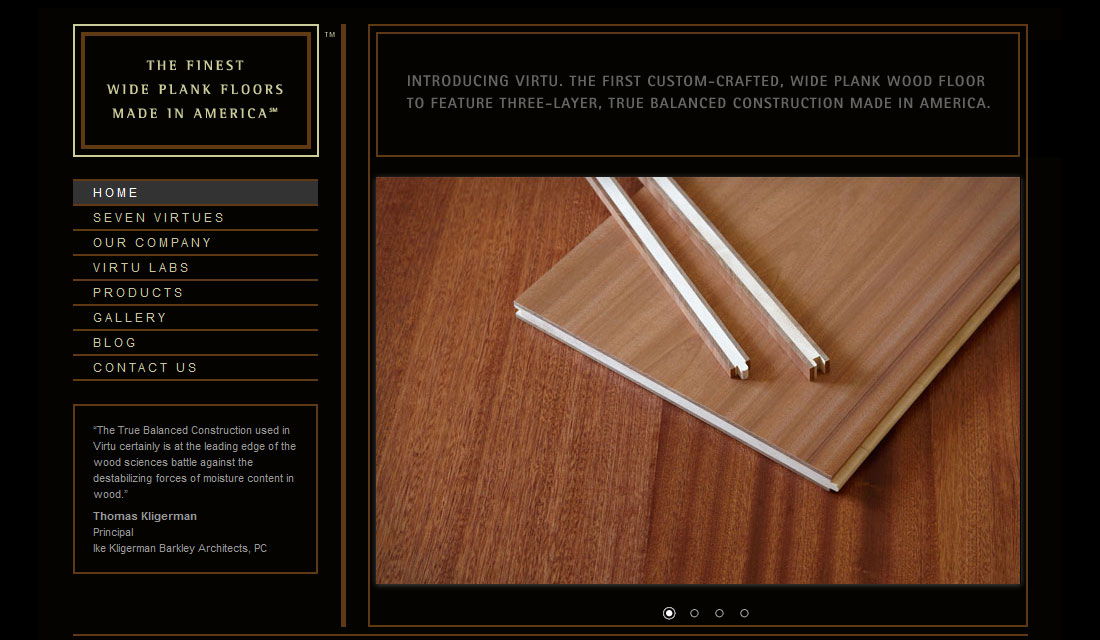 THE FINEST
WIDE PLANK FLOORS
MADE IN AMERICA℠
™
HOME
SEVEN VIRTUES
OUR COMPANY
VIRTU LABS
PRODUCTS
GALLERY
BLOG
CONTACT US
“The True Balanced Construction used in
Virtu certainly is at the leading edge of the
wood sciences battle against the
destabilizing forces of moisture content in
wood.”
Thomas Kligerman
Principal
Ike Kligerman Barkley Architects, PC
INTRODUCING VIRTU. THE FIRST CUSTOM-CRAFTED, WIDE PLANK WOOD FLOOR
TO FEATURE THREE-LAYER, TRUE BALANCED CONSTRUCTION MADE IN AMERICA.